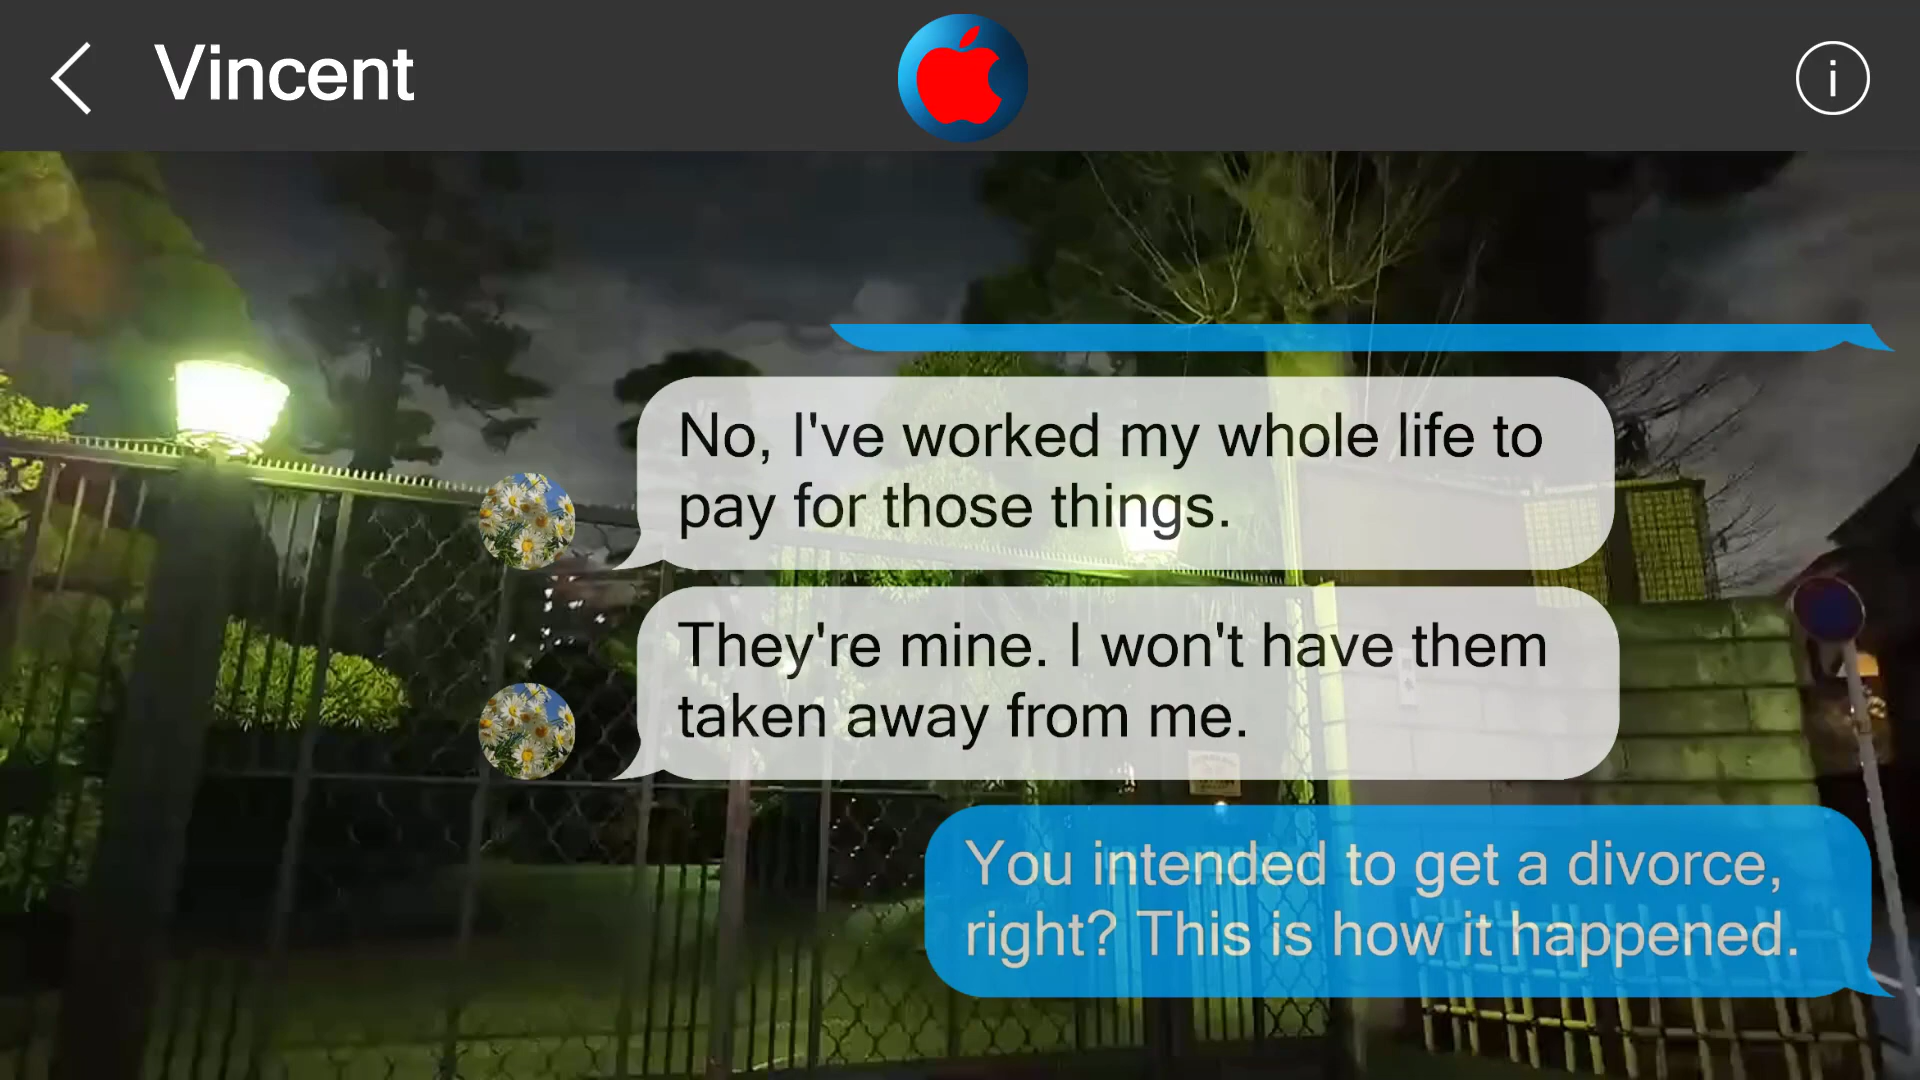 Vincent
i
No, I've worked my whole life to
pay for those things.
They're mine. I won't have them
taken away from me.
You intended to get a divorce,
right? This is how it happened.